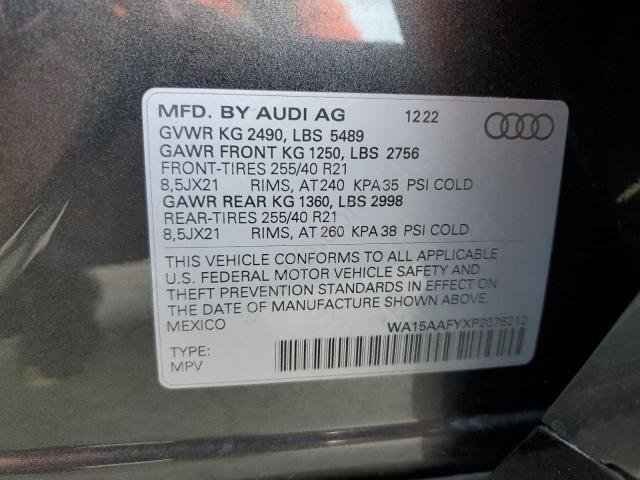 MFD. BY AUDI AG 12 22
GVWR KG 2490, LBS 5489
GAWR FRONT KG 1250, LBS 2756
FRONT-TIRES 255/40 R21
8,5JX21 RIMS, AT 240 KPA 35 PSI COLD
GAWR REAR KG 1360, LBS 2998
REAR-TIRES 255/40 R21
8,5JX21 RIMS, AT 260 KPA 38 PSI COLD
THIS VEHICLE CONFORMS TO ALL APPLICABLE
U.S. FEDERAL MOTOR VEHICLE SAFETY AND
THEFT PREVENTION STANDARDS IN EFFECT ON
THE DATE OF MANUFACTURE SHOWN ABOVE.
MEXICO
WA15AAFYXP2076212
TYPE:
MPV